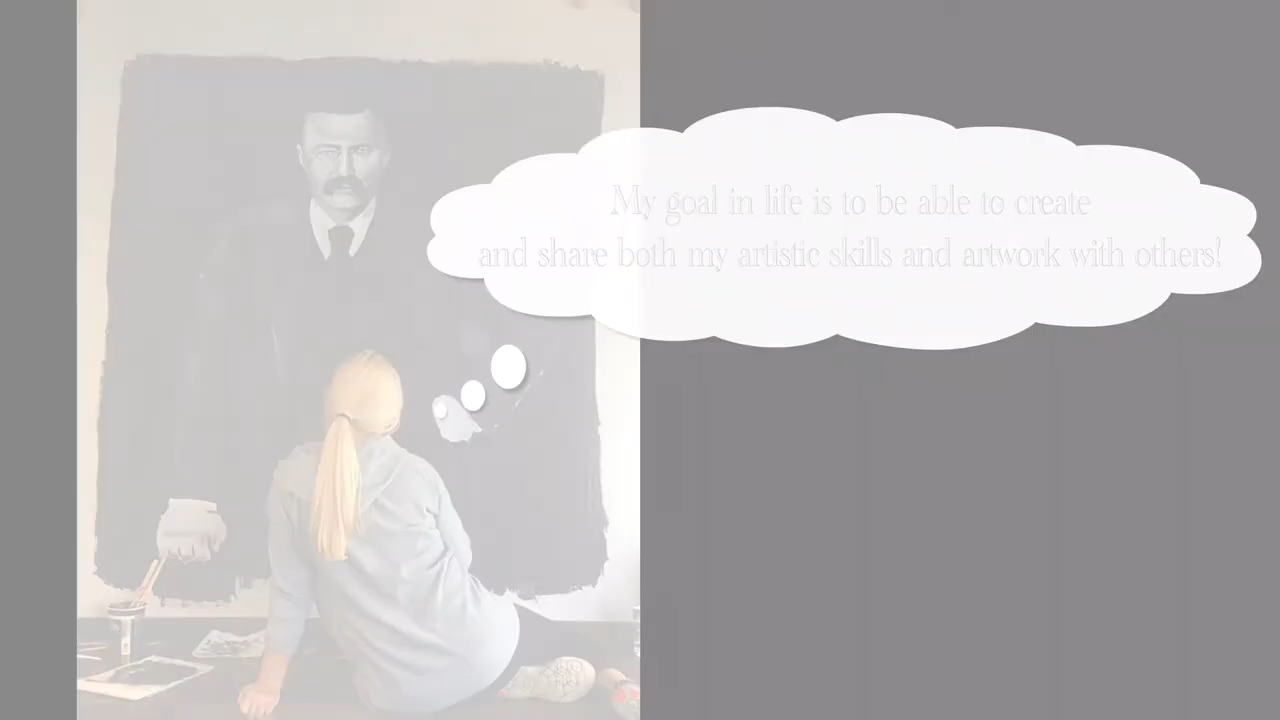 My goal in life is to be able to create
and share both my artistic skills and artwork with others!